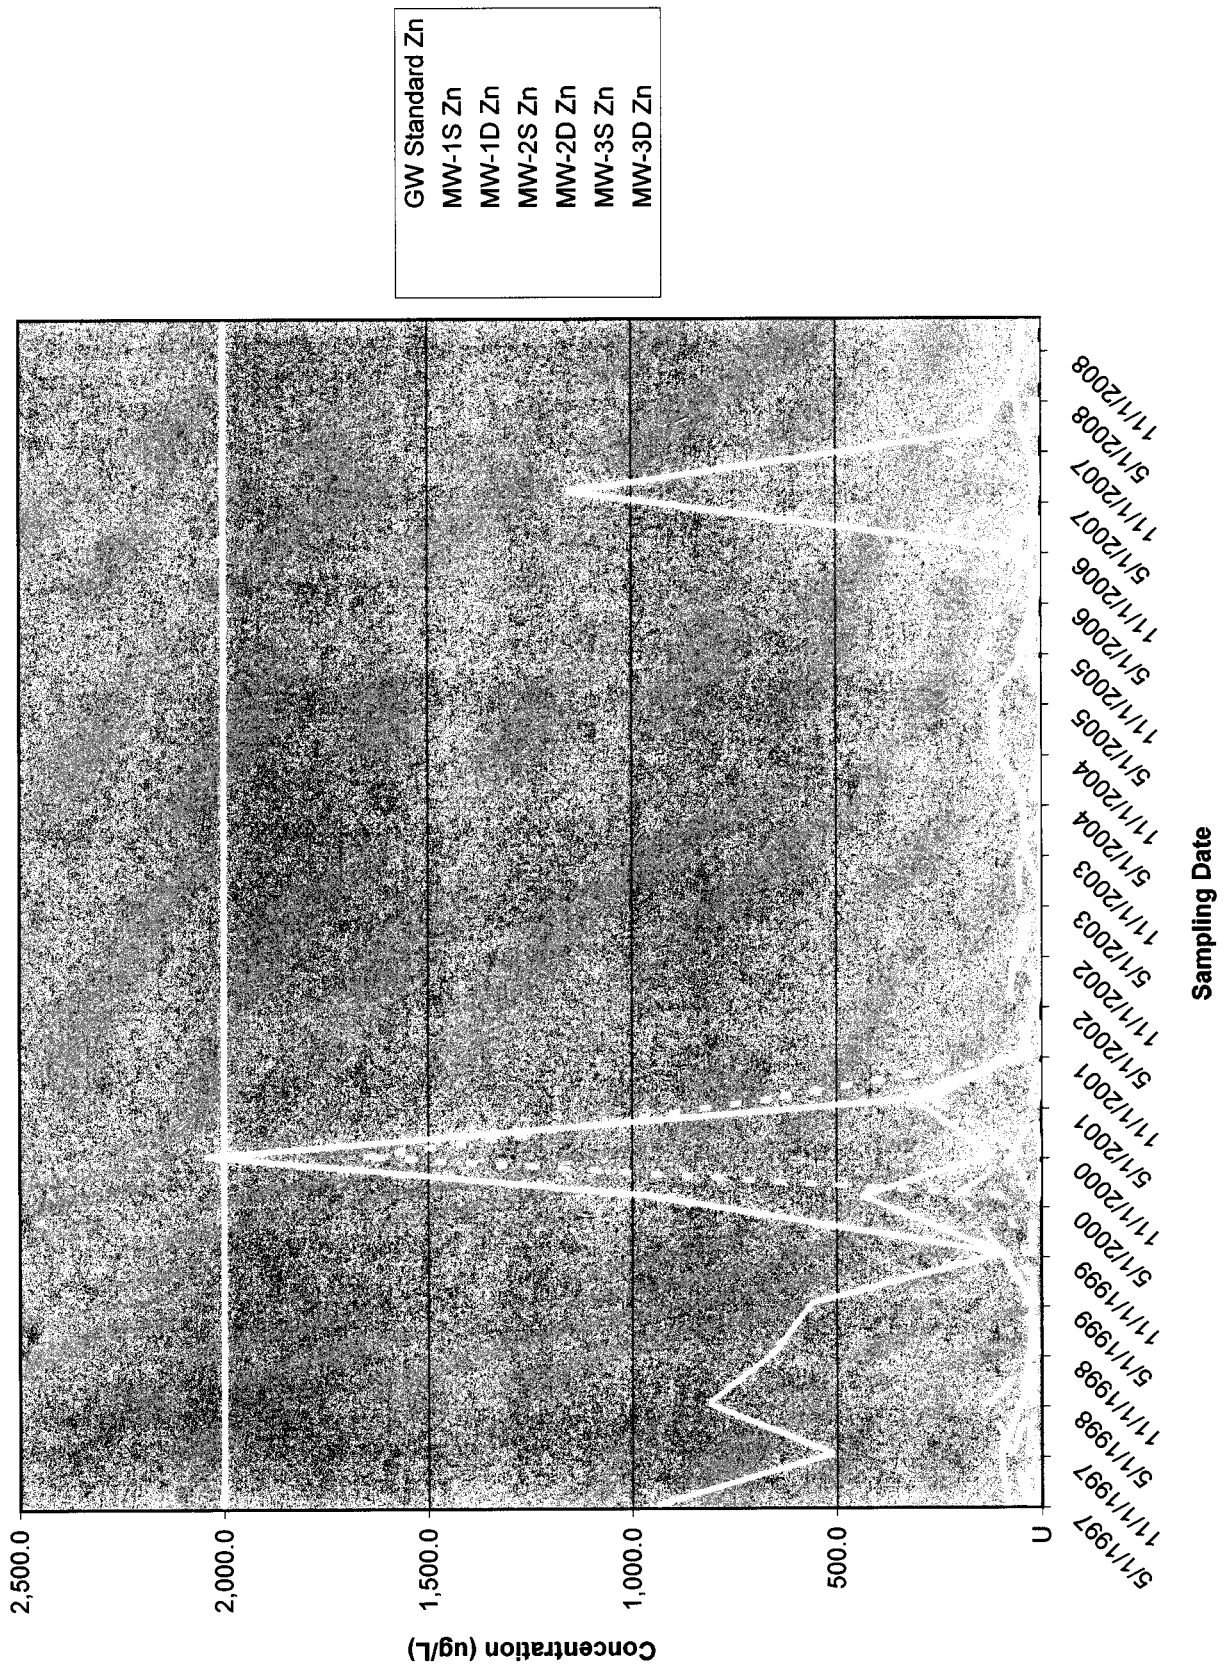 2,500.0
2,000.0
1,500.0
1,000.0
500.0
U
Concentration (ug/L)
5/1/1997
11/1/1997
5/1/1998
11/1/1998
5/1/1999
11/1/1999
5/1/2000
11/1/2000
5/1/2001
11/1/2001
5/1/2002
11/1/2002
5/1/2003
11/1/2003
5/1/2004
11/1/2004
5/1/2005
11/1/2005
5/1/2006
11/1/2006
5/1/2007
11/1/2007
5/1/2008
11/1/2008
Sampling Date
GW Standard Zn
MW-1S Zn
MW-1D Zn
MW-2S Zn
MW-2D Zn
MW-3S Zn
MW-3D Zn